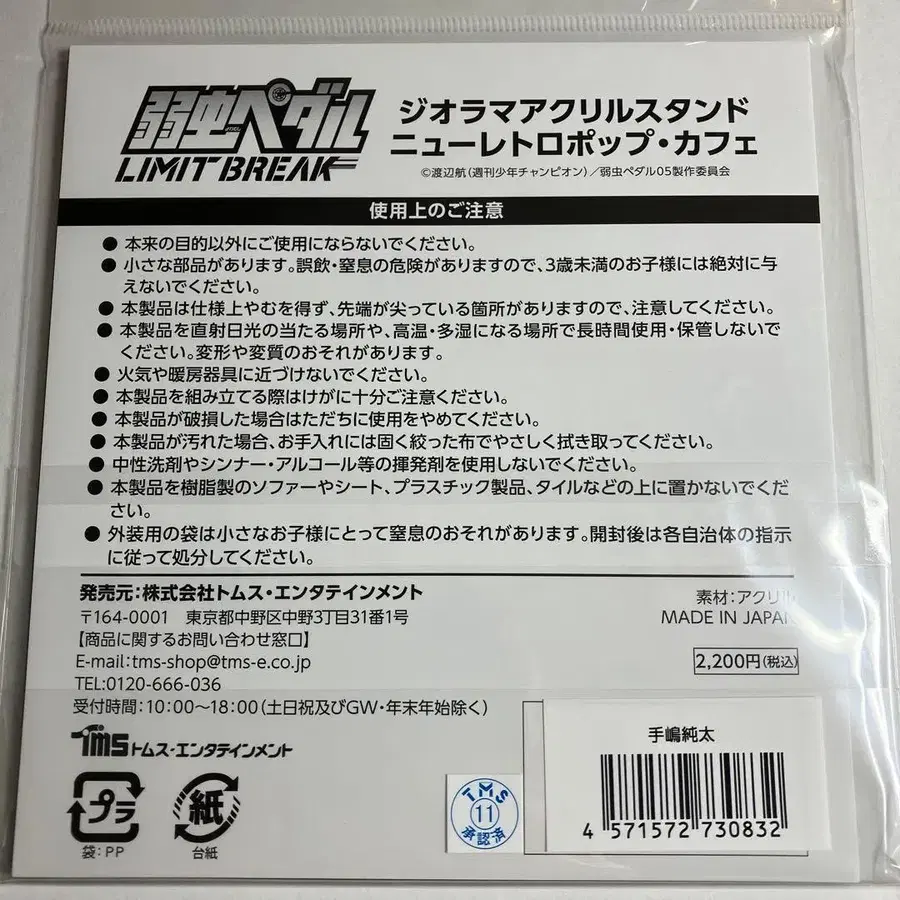 弱虫ペダル
LIMIT BREAK
ジオラマアクリルスタンド
ニューレトロポップ・カフェ
©渡辺航(週刊少年チャンピオン)／弱虫ペダル05製作委員会
使用上のご注意
● 本来の目的以外にご使用にならないでください。
● 小さな部品があります。誤飲・窒息の危険がありますので、3歳未満のお子様には絶対に与
えないでください。
● 本製品は仕様上やむを得ず、先端が尖っている箇所がありますので、注意してください。
● 本製品を直射日光の当たる場所や、高温・多湿になる場所で長時間使用・保管しないで
ください。変形や変質のおそれがあります。
● 火気や暖房器具に近づけないでください。
● 本製品を組み立てる際はけがに十分ご注意ください。
● 本製品が破損した場合はただちに使用をやめてください。
● 本製品が汚れた場合、お手入れには固く絞った布でやさしく拭き取ってください。
● 中性洗剤やシンナー・アルコール等の揮発剤を使用しないでください。
● 本製品を樹脂製のソファーやシート、プラスチック製品、タイルなどの上に置かないでくだ
さい。
● 外装用の袋は小さなお子様にとって窒息のおそれがあります。開封後は各自治体の指示
に従って処分してください。
発売元:株式会社トムス・エンタテインメント
〒164-0001 東京都中野区中野3丁目31番1号
【商品に関するお問い合わせ窓口】
E-mail:tms-shop@tms-e.co.jp
TEL:0120-666-036
受付時間:10:00～18:00(土日祝及びGW・年末年始除く)
素材:アクリル
MADE IN JAPAN
2,200円(税込)
TMS トムス・エンタテインメント
プラ
袋:PP
紙
台紙
TMS
11
承認済
手嶋純太
4 571572 730832